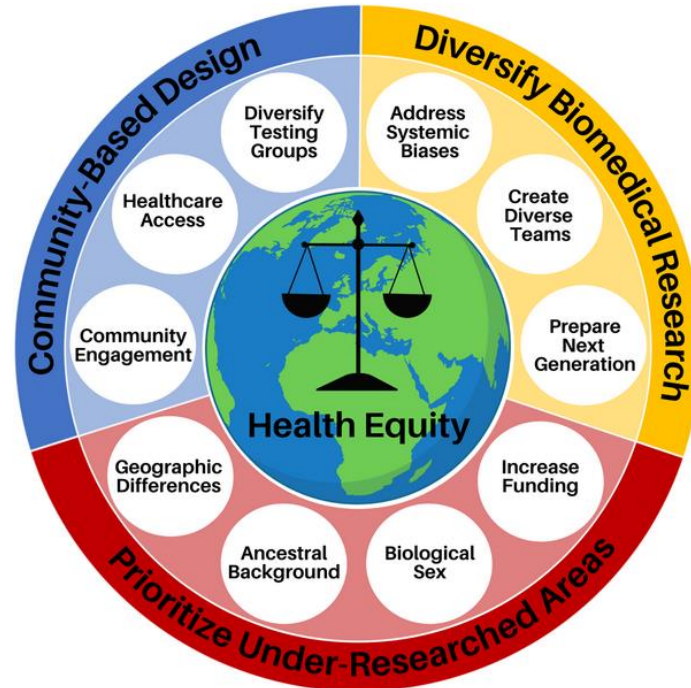 Community-Based Design
Diversify
Testing
Groups
Healthcare
Access
Community
Engagement
Diversify Biomedical Research
Address
Systemic
Biases
Create
Diverse
Teams
Prepare
Next
Generation
Health Equity
Geographic
Differences
Ancestral
Background
Biological
Sex
Increase
Funding
Prioritize Under-Researched Areas